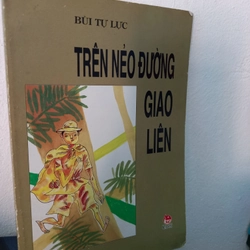 BÙI TỰ LỰC
TRÊN NẺO ĐƯỜNG
GIAO
LIÊN